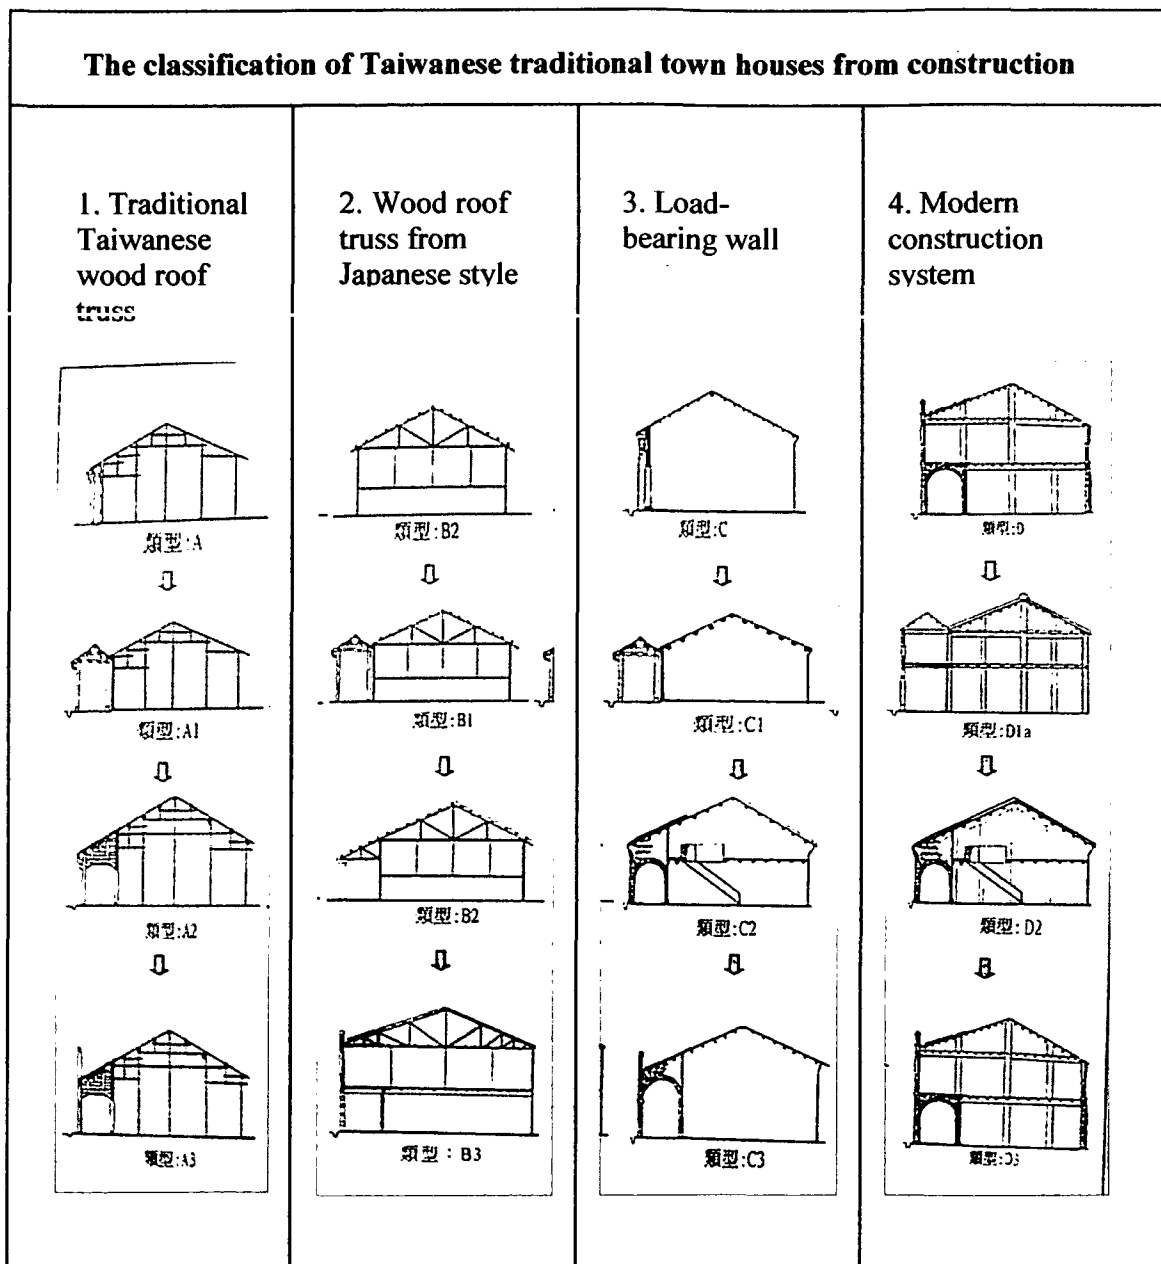 The classification of Taiwanese traditional town houses from construction
1. Traditional
Taiwanese
wood roof
truss
2. Wood roof
truss from
Japanese style
3. Load-
bearing wall
4. Modern
construction
system
類型:A
類型:B2
類型:C
類型:D
類型:A1
類型:B1
類型:C1
類型:D1a
類型:A2
類型:B2
類型:C2
類型:D2
類型:A3
類型:B3
類型:C3
類型:D3